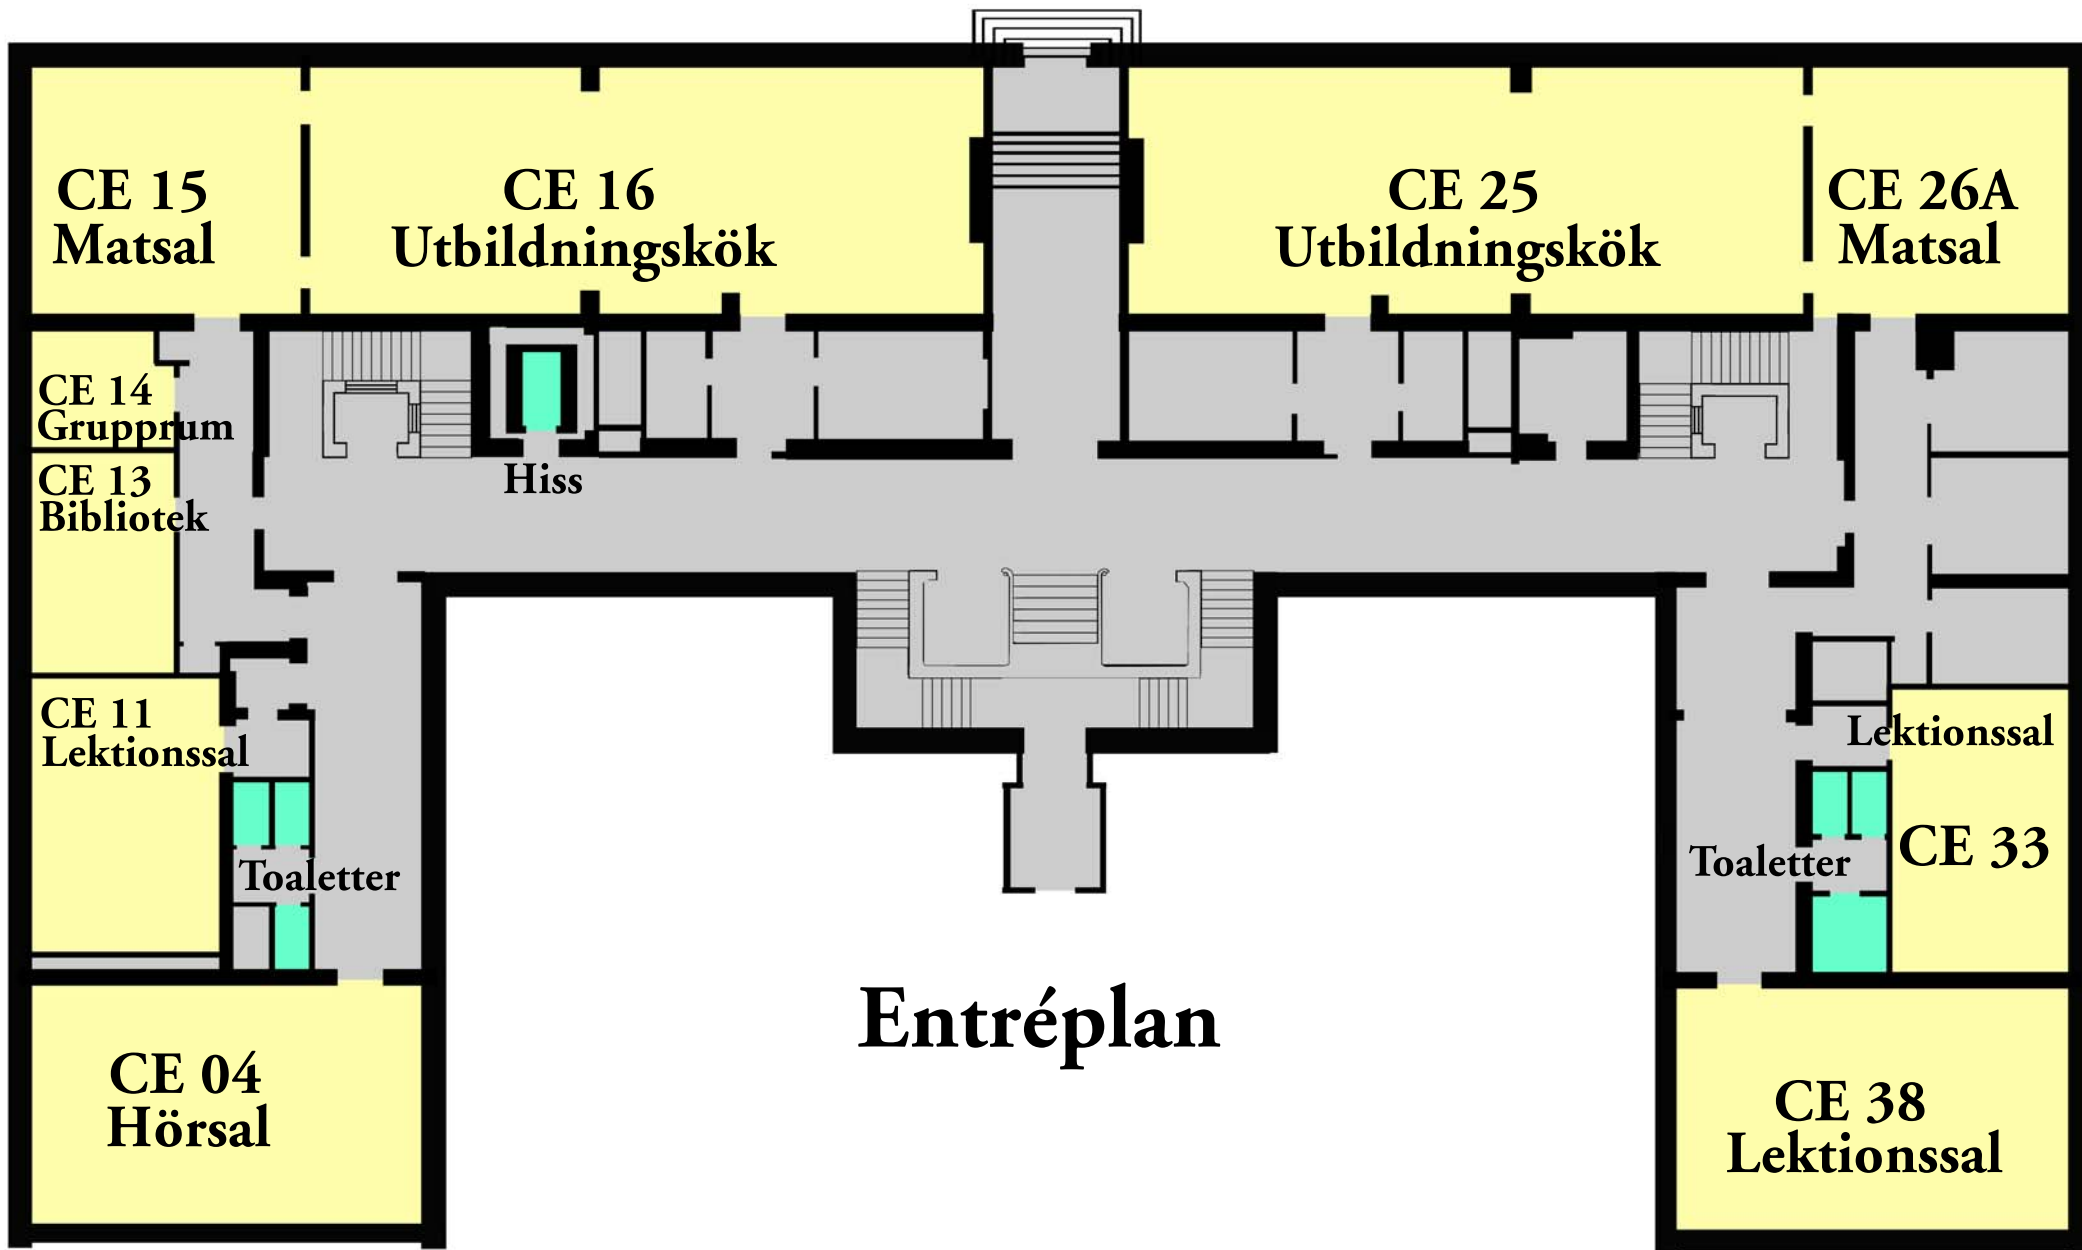 CE 15
Matsal
CE 16
Utbildningskök
CE 25
Utbildningskök
CE 26A
Matsal
CE 14
Grupprum
CE 13
Bibliotek
Hiss
CE 11
Lektionssal
Toaletter
Lektionssal
CE 33
Toaletter
Entréplan
CE 04
Hörsal
CE 38
Lektionssal